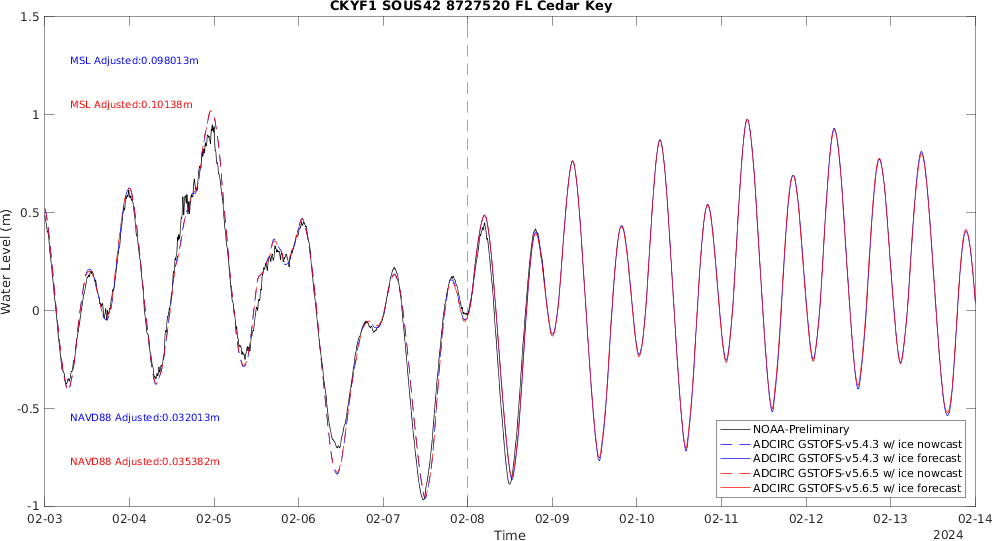 CKYF1 SOUS42 8727520 FL Cedar Key
1.5
1
0.5
0
-0.5
-1
Water Level (m)
MSL Adjusted:0.098013m
MSL Adjusted:0.10138m
NAVD88 Adjusted:0.032013m
NAVD88 Adjusted:0.035382m
NOAA-Preliminary
ADCIRC GSTOFS-v5.4.3 w/ ice nowcast
ADCIRC GSTOFS-v5.4.3 w/ ice forecast
ADCIRC GSTOFS-v5.6.5 w/ ice nowcast
ADCIRC GSTOFS-v5.6.5 w/ ice forecast
02-03 02-04 02-05 02-06 02-07 02-08 02-09 02-10 02-11 02-12 02-13 02-14
Time
2024